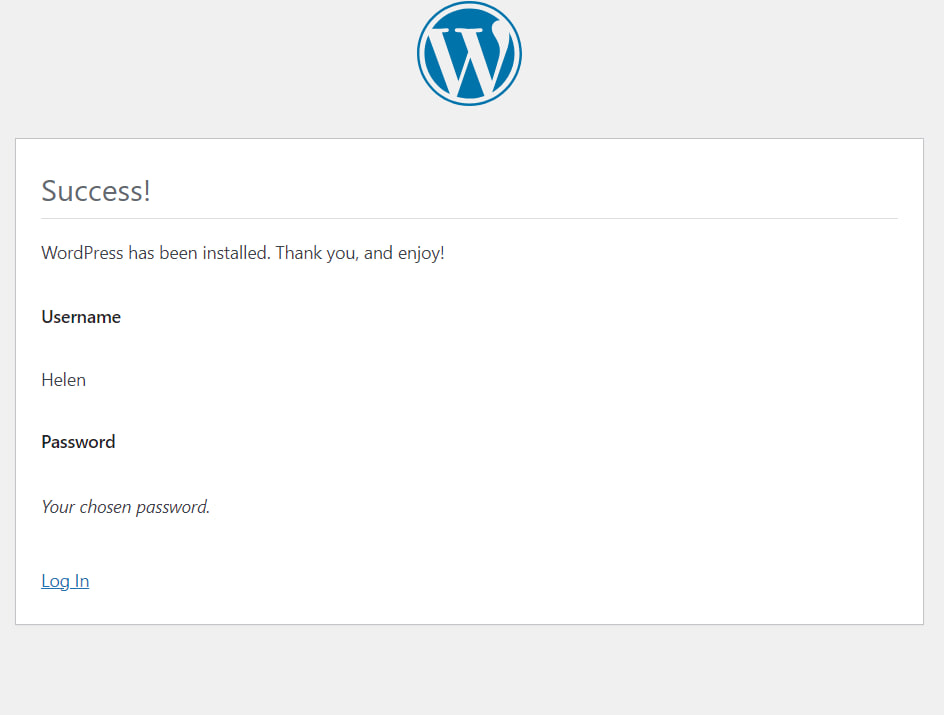 Success!
WordPress has been installed. Thank you, and enjoy!
Username
Helen
Password
Your chosen password.
Log In